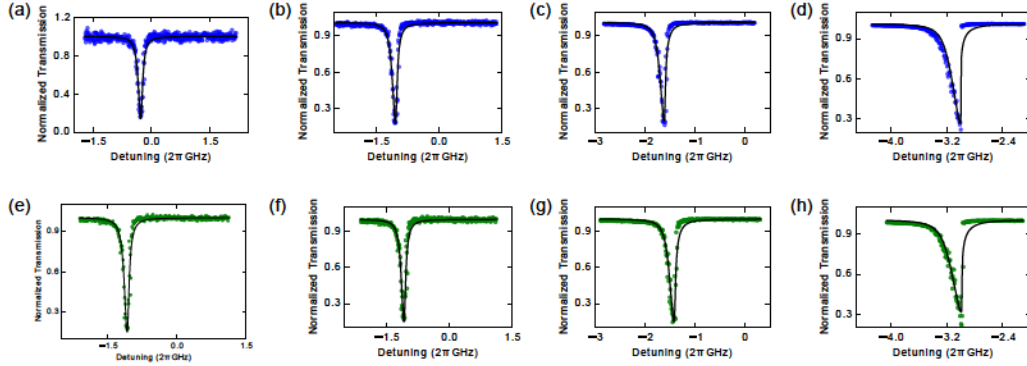 (a)
Normalized Transmission
1.2
0.8
0.4
0.0
−1.5
0.0
1.5
Detuning (2π GHz)
(b)
Normalized Transmission
0.9
0.6
0.3
−1.5
0.0
1.5
Detuning (2π GHz)
(c)
Normalized Transmission
0.9
0.6
0.3
−3
−2
−1
0
Detuning (2π GHz)
(d)
Normalized Transmission
0.9
0.6
0.3
−4.0
−3.2
−2.4
Detuning (2π GHz)
(e)
Normalized Transmission
0.9
0.6
0.3
−1.5
0.0
1.5
Detuning (2π GHz)
(f)
Normalized Transmission
0.9
0.6
0.3
−1.5
0.0
1.5
Detuning (2π GHz)
(g)
Normalized Transmission
0.9
0.6
0.3
−3
−2
−1
0
Detuning (2π GHz)
(h)
Normalized Transmission
0.9
0.6
0.3
−4.0
−3.2
−2.4
Detuning (2π GHz)